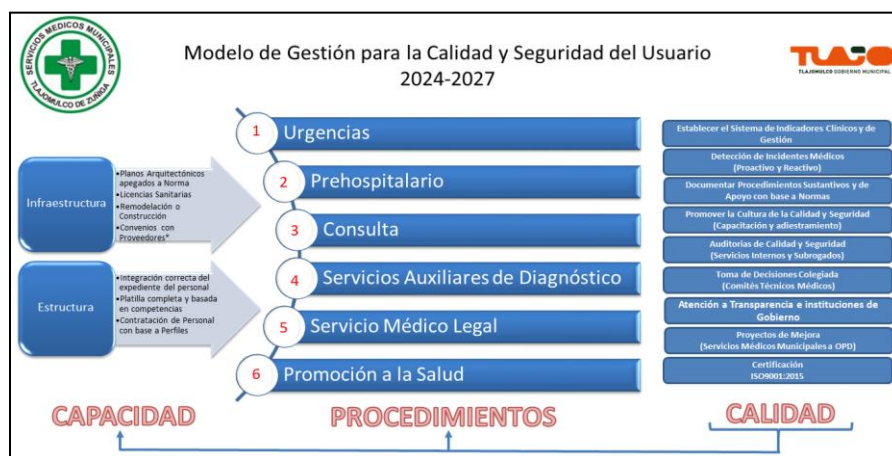 SERVICIOS MEDICOS MUNICIPALES
TLAJOMULCO DE ZUÑIGA
Modelo de Gestión para la Calidad y Seguridad del Usuario
2024-2027
TLAJO
TLAJOMULCO GOBIERNO MUNICIPAL
Infraestructura
•Planos Arquitectónicos
apegados a Norma
•Licencias Sanitarias
•Remodelación o
Construcción
•Convenios con
Proveedores*
Estructura
•Integración correcta del
expediente del personal
•Platilla completa y basada
en competencias
•Contratación de Personal
con base a Perfiles
CAPACIDAD
1 Urgencias
2 Prehospitalario
3 Consulta
4 Servicios Auxiliares de Diagnóstico
5 Servicio Médico Legal
6 Promoción a la Salud
PROCEDIMIENTOS
Establecer el Sistema de Indicadores Clínicos y de
Gestión
Detección de Incidentes Médicos
(Proactivo y Reactivo)
Documentar Procedimientos Sustantivos y de
Apoyo con base a Normas
Promover la Cultura de la Calidad y Seguridad
(Capacitación y adiestramiento)
Auditorias de Calidad y Seguridad
(Servicios Internos y Subrogados)
Toma de Decisiones Colegiada
(Comités Técnicos Médicos)
Atención a Transparencia e instituciones de
Gobierno
Proyectos de Mejora
(Servicios Médicos Municipales a OPD)
Certificación
ISO9001:2015
CALIDAD